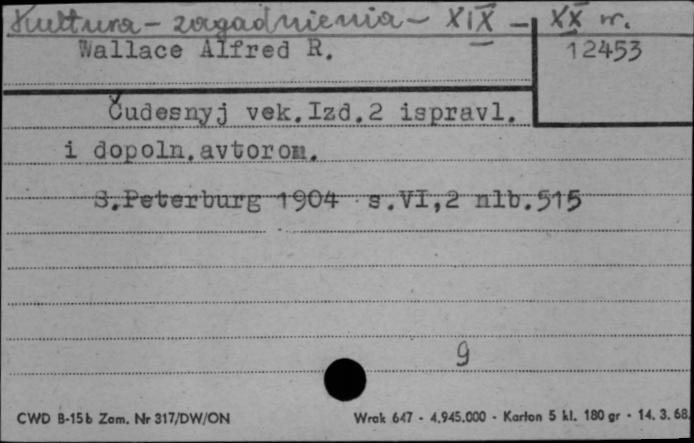 Kultura - zagadnienia - XIX - XX w.
Wallace Alfred R.
12453
Čudesnyj vek.Izd.2 ispravl.
i dopoln.avtorom.
S.Peterburg 1904 s.VI,2 nlb.515
9
CWD B-15b Zam. Nr 317/DW/ON
Wrak 647 - 4.945.000 - Karton 5 kl. 180 gr - 14. 3. 68.